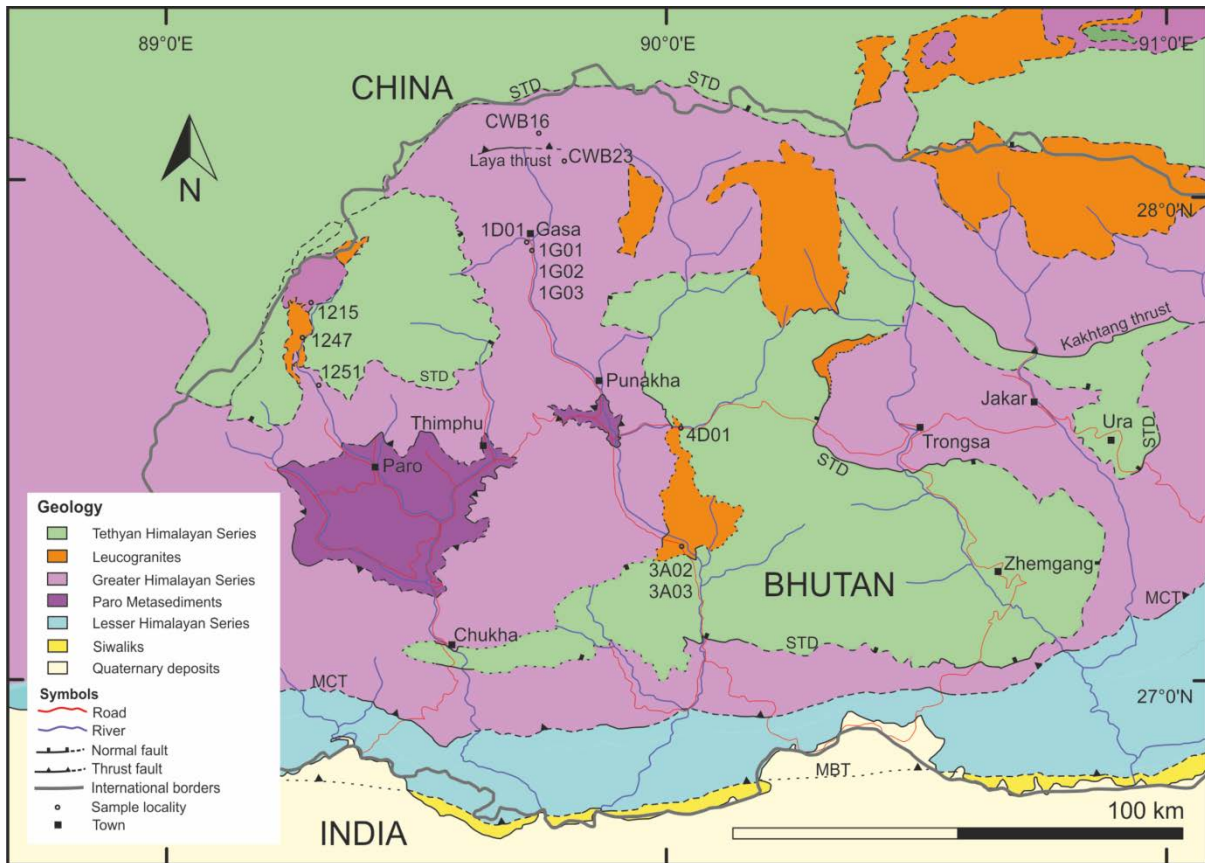 89°0'E
90°0'E
91°0'E
CHINA
STD
STD
CWB16
Laya thrust
CWB23
N
28°0'N
1D01
Gasa
1G01
1G02
1G03
1215
1247
1251
STD
Kakhtang thrust
Punakha
Jakar
Ura
STD
Thimphu
4D01
Trongsa
Paro
STD
3A02
3A03
BHUTAN
Zhemgang
MCT
Chukha
STD
MCT
27°0'N
MBT
100 km
INDIA
Geology
Tethyan Himalayan Series
Leucogranites
Greater Himalayan Series
Paro Metasediments
Lesser Himalayan Series
Siwaliks
Quaternary deposits
Symbols
Road
River
Normal fault
Thrust fault
International borders
Sample locality
Town